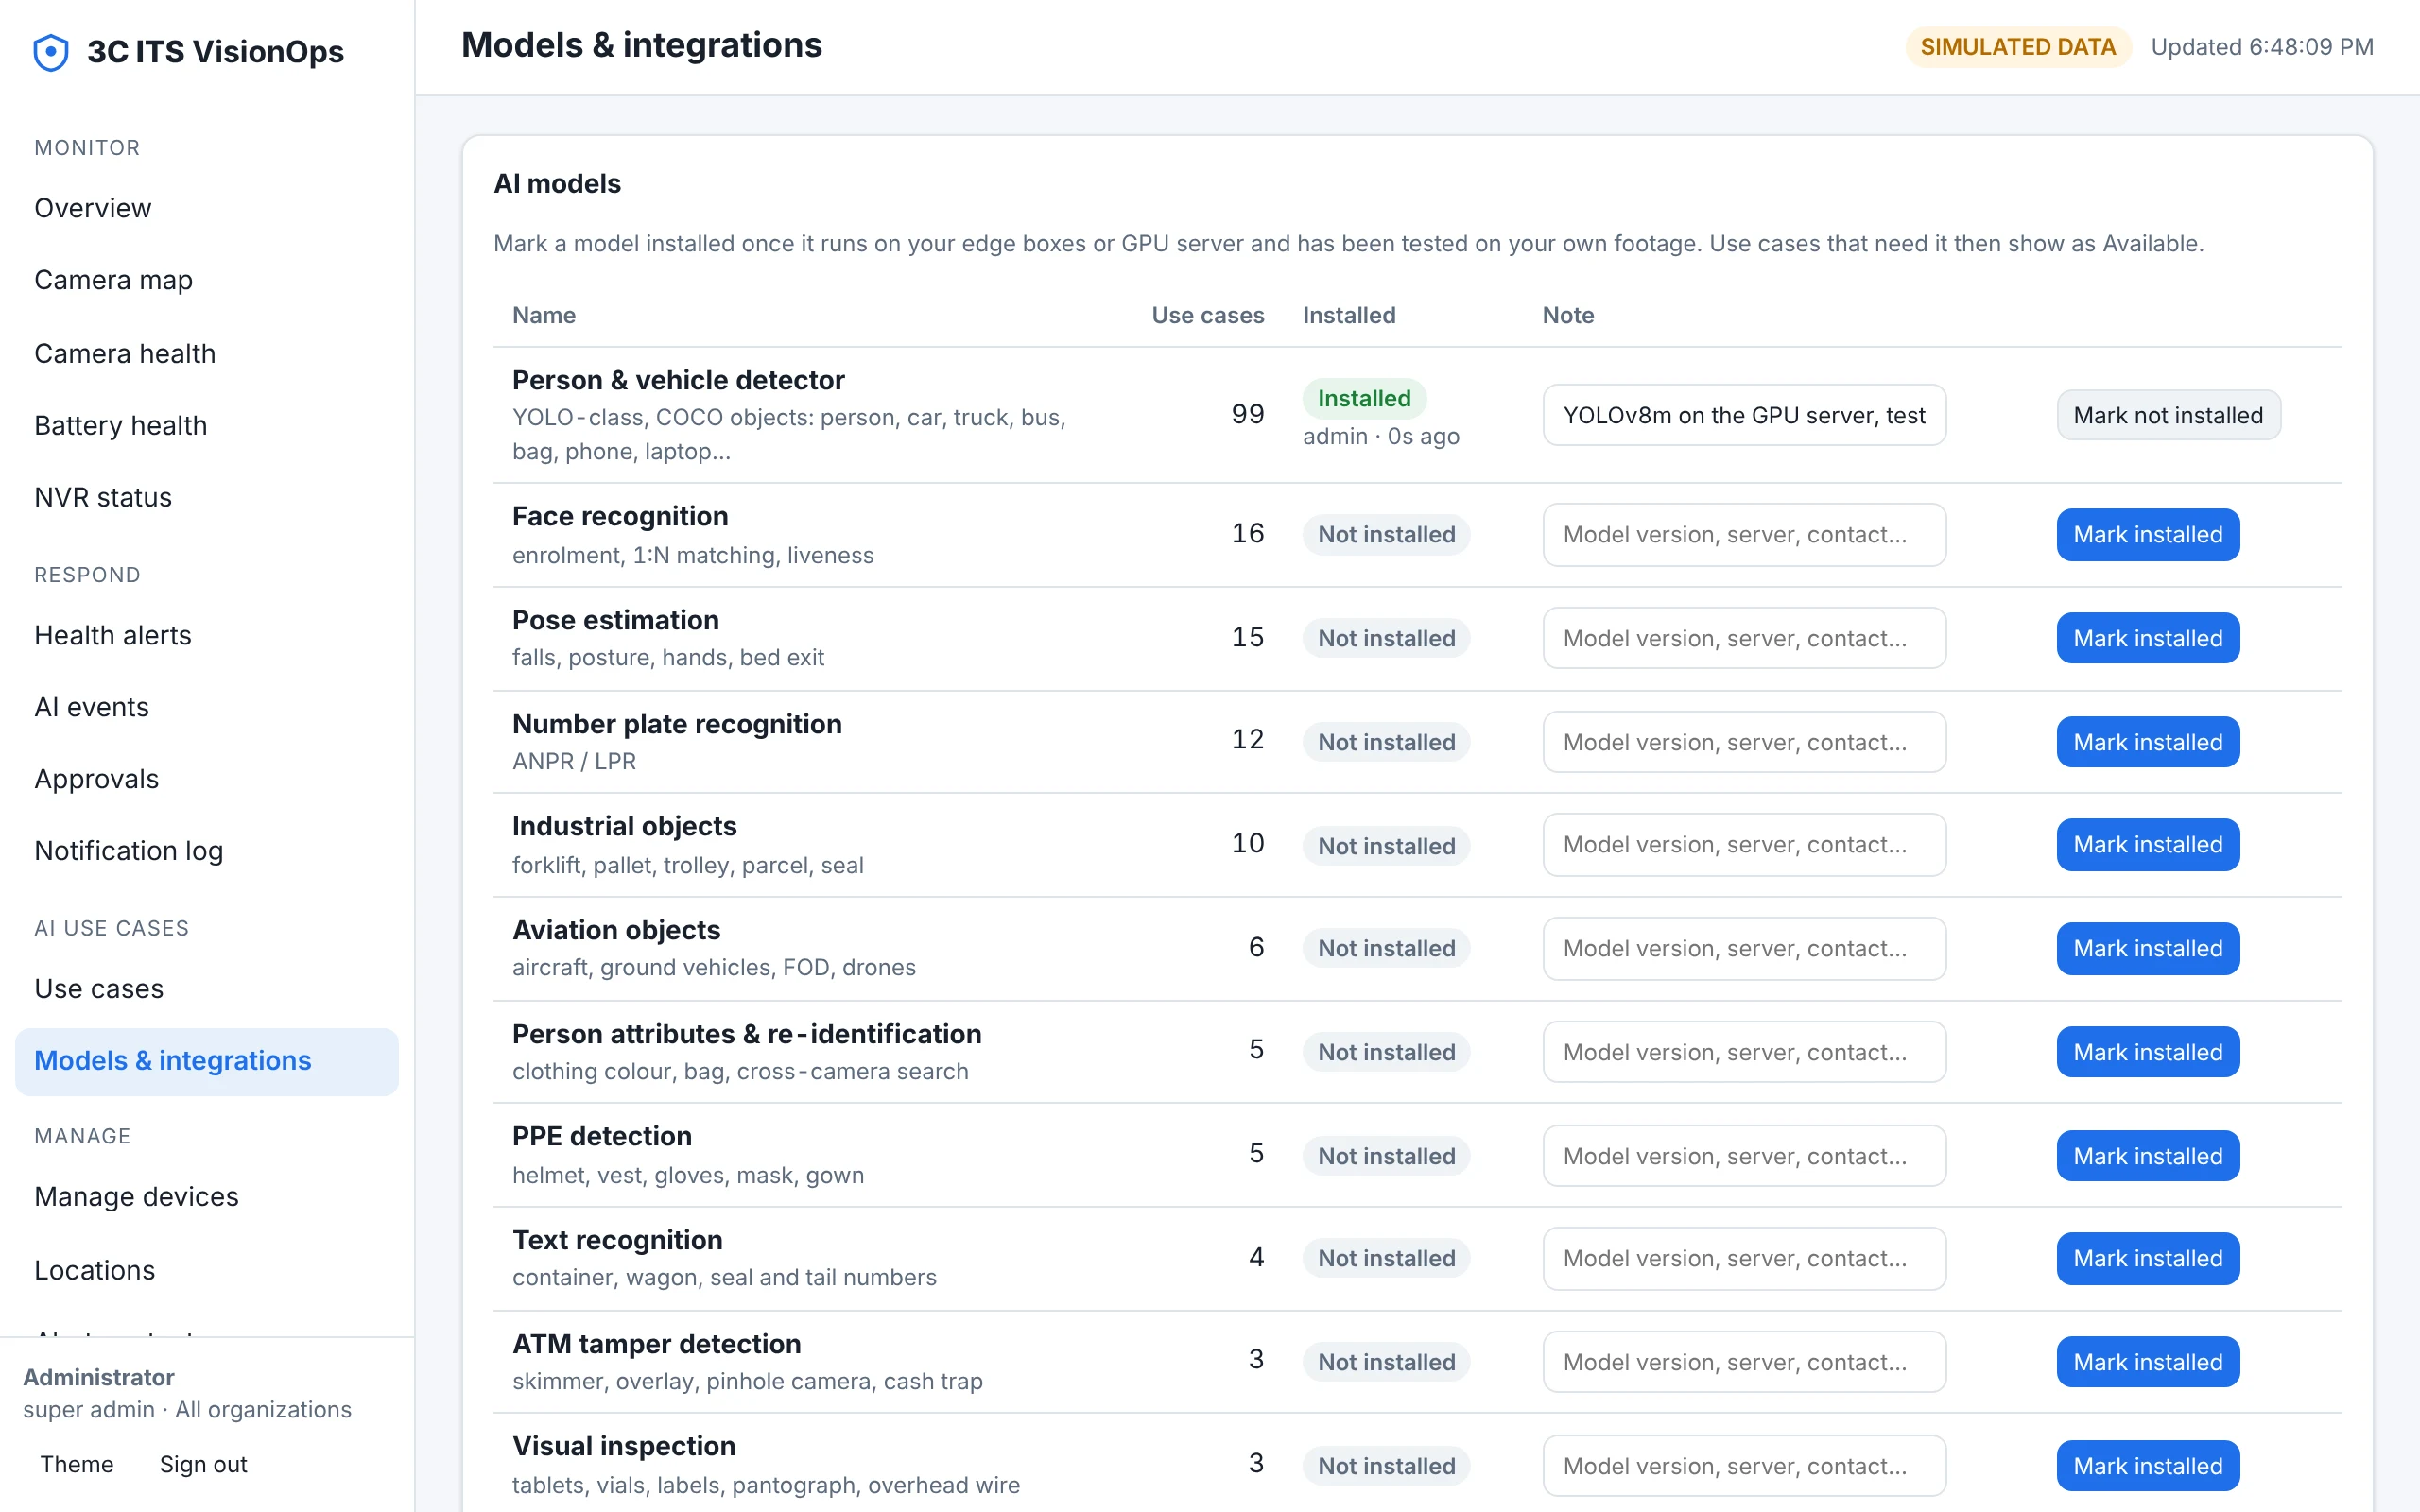 3C ITS VisionOps
MONITOR
Overview
Camera map
Camera health
Battery health
NVR status
RESPOND
Health alerts
AI events
Approvals
Notification log
AI USE CASES
Use cases
Models & integrations
MANAGE
Manage devices
Locations
Administrator
super admin · All organizations
Theme Sign out
Models & integrations
SIMULATED DATA Updated 6:48:09 PM
AI models
Mark a model installed once it runs on your edge boxes or GPU server and has been tested on your own footage. Use cases that need it then show as Available.
Name Use cases Installed Note
Person & vehicle detector
YOLO-class, COCO objects: person, car, truck, bus,
bag, phone, laptop...
99
Installed
admin · 0s ago
YOLOv8m on the GPU server, test
Mark not installed
Face recognition
enrolment, 1:N matching, liveness
16 Not installed Model version, server, contact... Mark installed
Pose estimation
falls, posture, hands, bed exit
15 Not installed Model version, server, contact... Mark installed
Number plate recognition
ANPR / LPR
12 Not installed Model version, server, contact... Mark installed
Industrial objects
forklift, pallet, trolley, parcel, seal
10 Not installed Model version, server, contact... Mark installed
Aviation objects
aircraft, ground vehicles, FOD, drones
6 Not installed Model version, server, contact... Mark installed
Person attributes & re-identification
clothing colour, bag, cross-camera search
5 Not installed Model version, server, contact... Mark installed
PPE detection
helmet, vest, gloves, mask, gown
5 Not installed Model version, server, contact... Mark installed
Text recognition
container, wagon, seal and tail numbers
4 Not installed Model version, server, contact... Mark installed
ATM tamper detection
skimmer, overlay, pinhole camera, cash trap
3 Not installed Model version, server, contact... Mark installed
Visual inspection
tablets, vials, labels, pantograph, overhead wire
3 Not installed Model version, server, contact... Mark installed